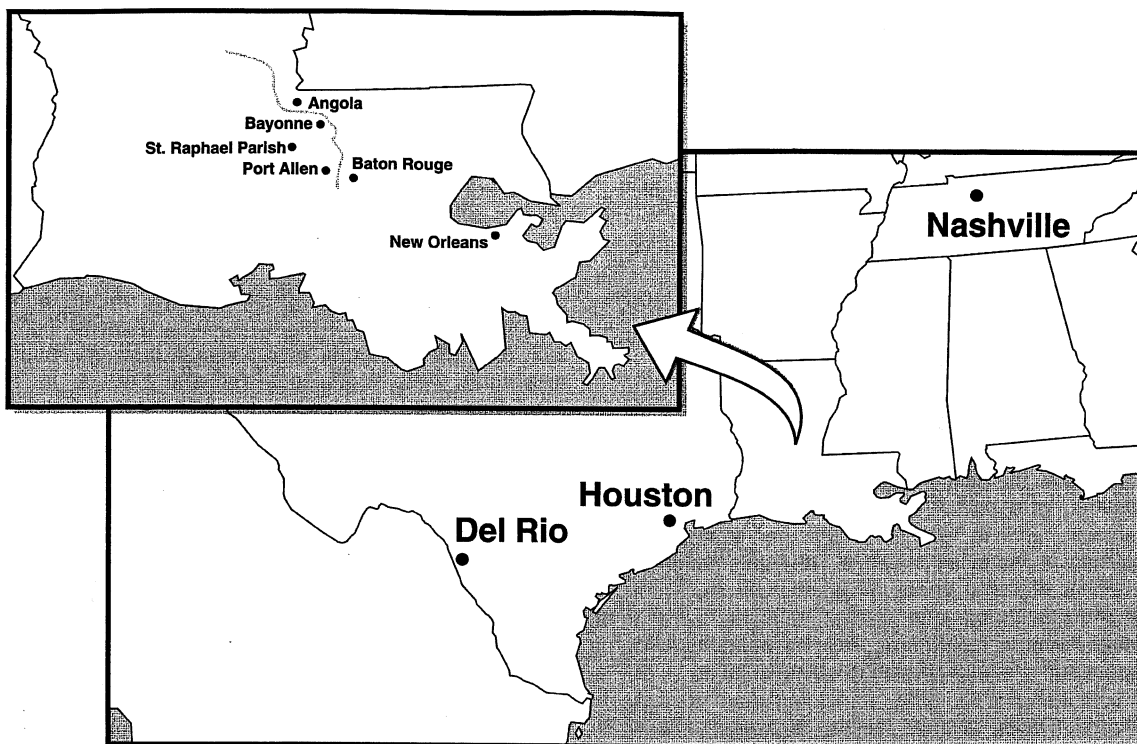 Angola
Bayonne
St. Raphael Parish
Port Allen
Baton Rouge
New Orleans
Nashville
Houston
Del Rio